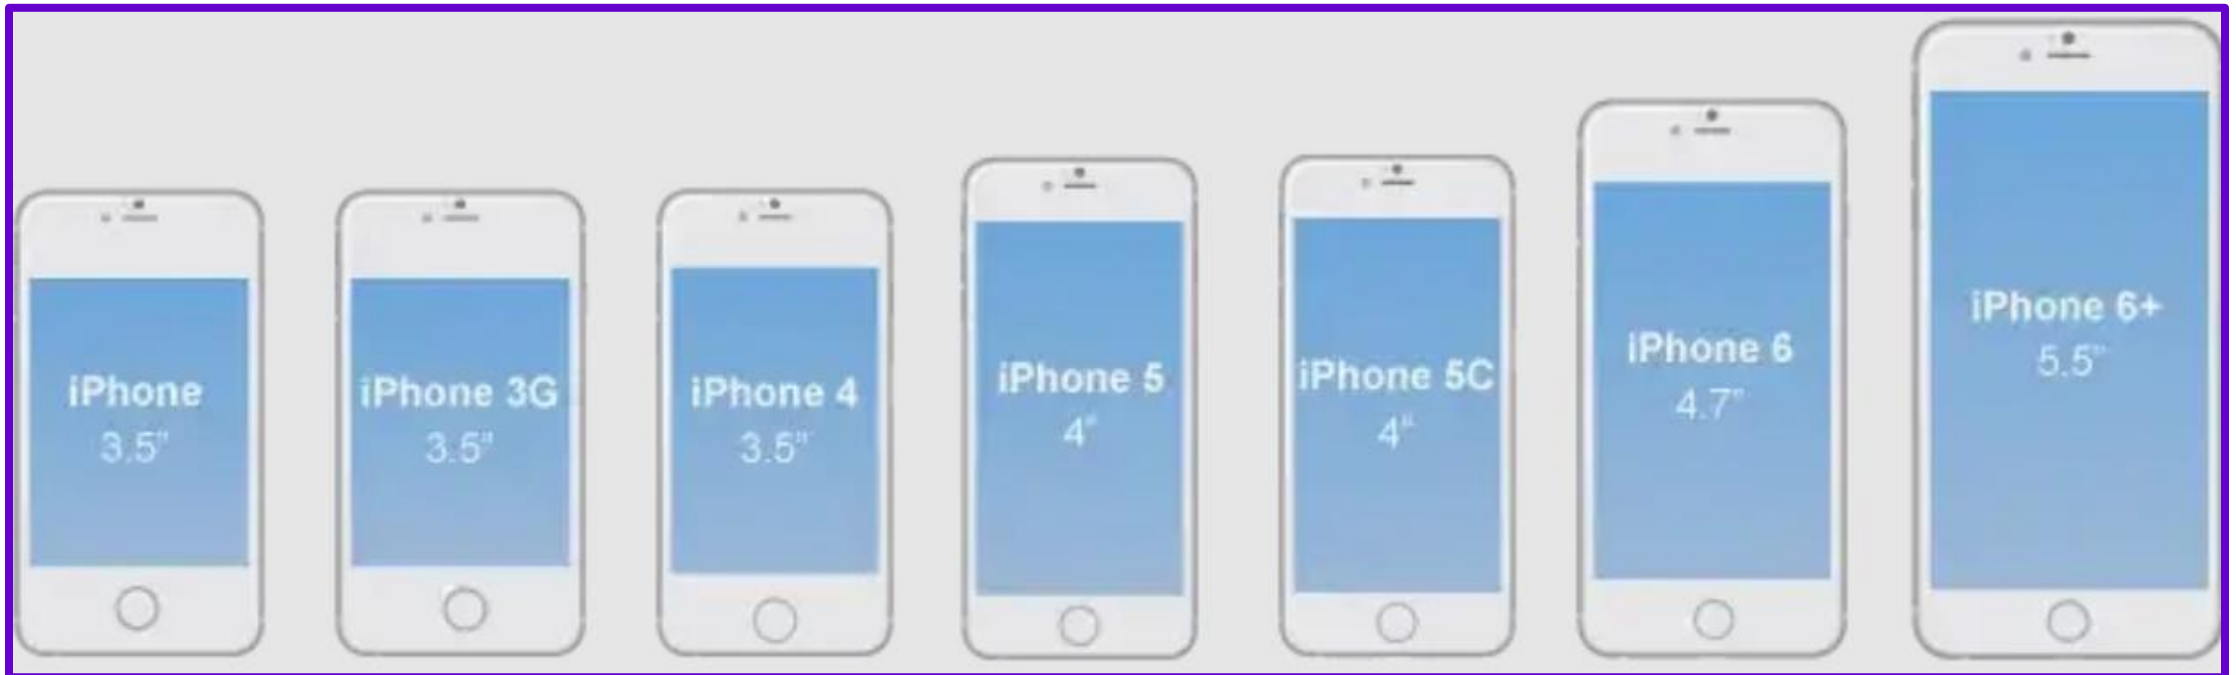 iPhone
3.5"
iPhone 3G
3.5"
iPhone 4
3.5"
iPhone 5
4"
iPhone 5C
4"
iPhone 6
4.7"
iPhone 6+
5.5"